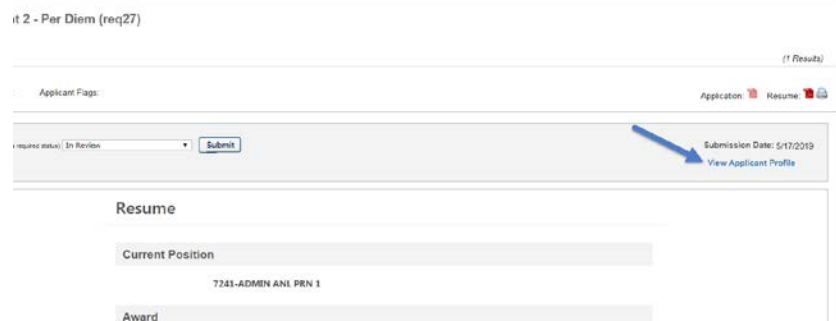 t 2 - Per Diem (req27)
(1 Results)
Applicant Flags:
Application: Resume:
required status) In Review Submit Submission Date: 5/17/2019
View Applicant Profile
Resume
Current Position
7241-ADMIN ANL PRN 1
Award